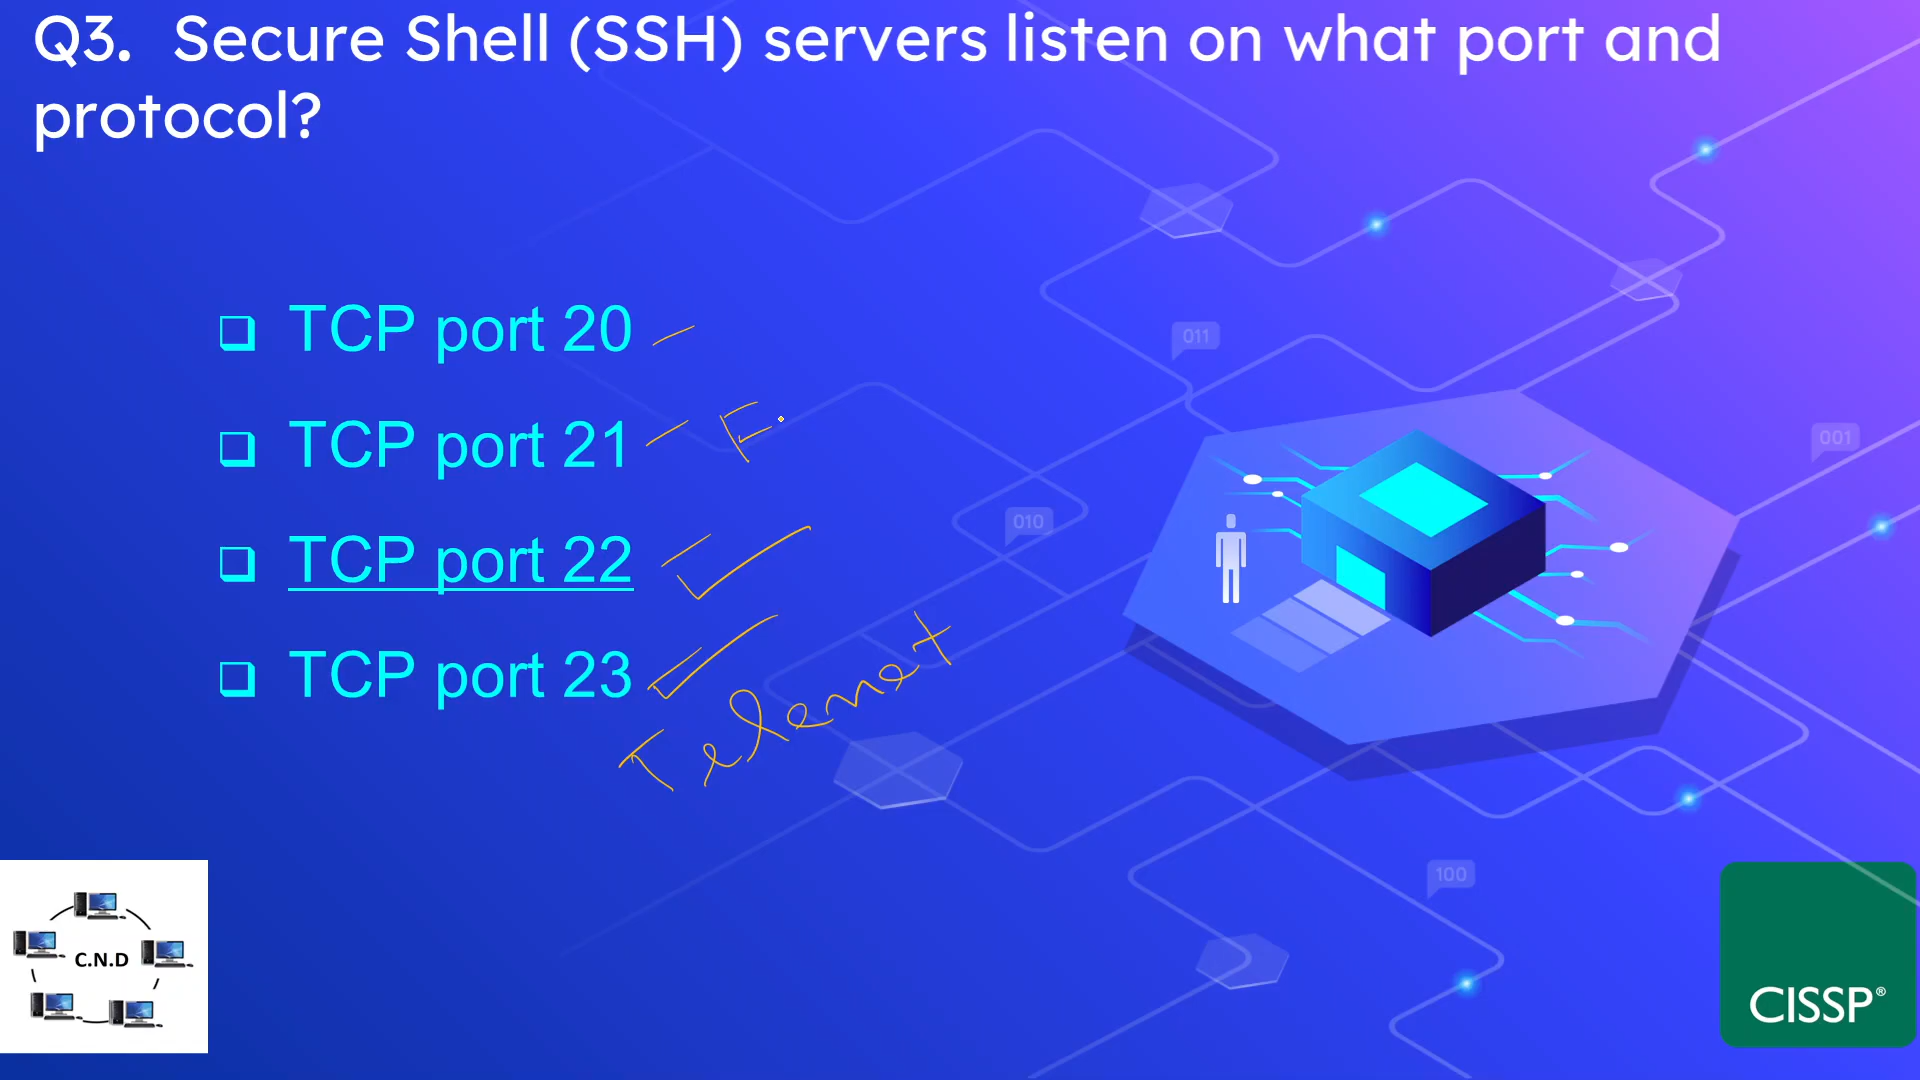 Q3. Secure Shell (SSH) servers listen on what port and
protocol?
TCP port 20
TCP port 21 F
TCP port 22
TCP port 23
Telenet
011
010
001
100
C.N.D
CISSP®